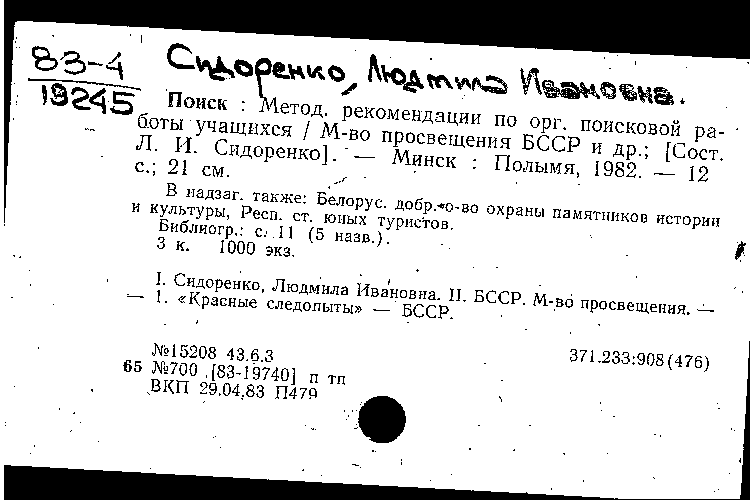 83-4
19245
Сидоренко, Людмила Ивановна.
Поиск : Метод. рекомендации по орг. поисковой ра-
боты учащихся / М-во просвещения БССР и др.; [Сост.
Л. И. Сидоренко]. — Минск : Полымя, 1982. — 12
с.; 21 см.
В надзаг. также: Белорус. добр. о-во охраны памятников истории
и культуры, Респ. ст. юных туристов.
Библиогр.: с. 11 (5 назв.).
3 к. 1000 экз.
I. Сидоренко, Людмила Ивановна. II. БССР. М-во просвещения. —
— 1. «Красные следопыты» — БССР.
№15208 43.6.3 371.233:908(476)
65 №700 [83-19740] п тп
ВКП 29.04.83 П479